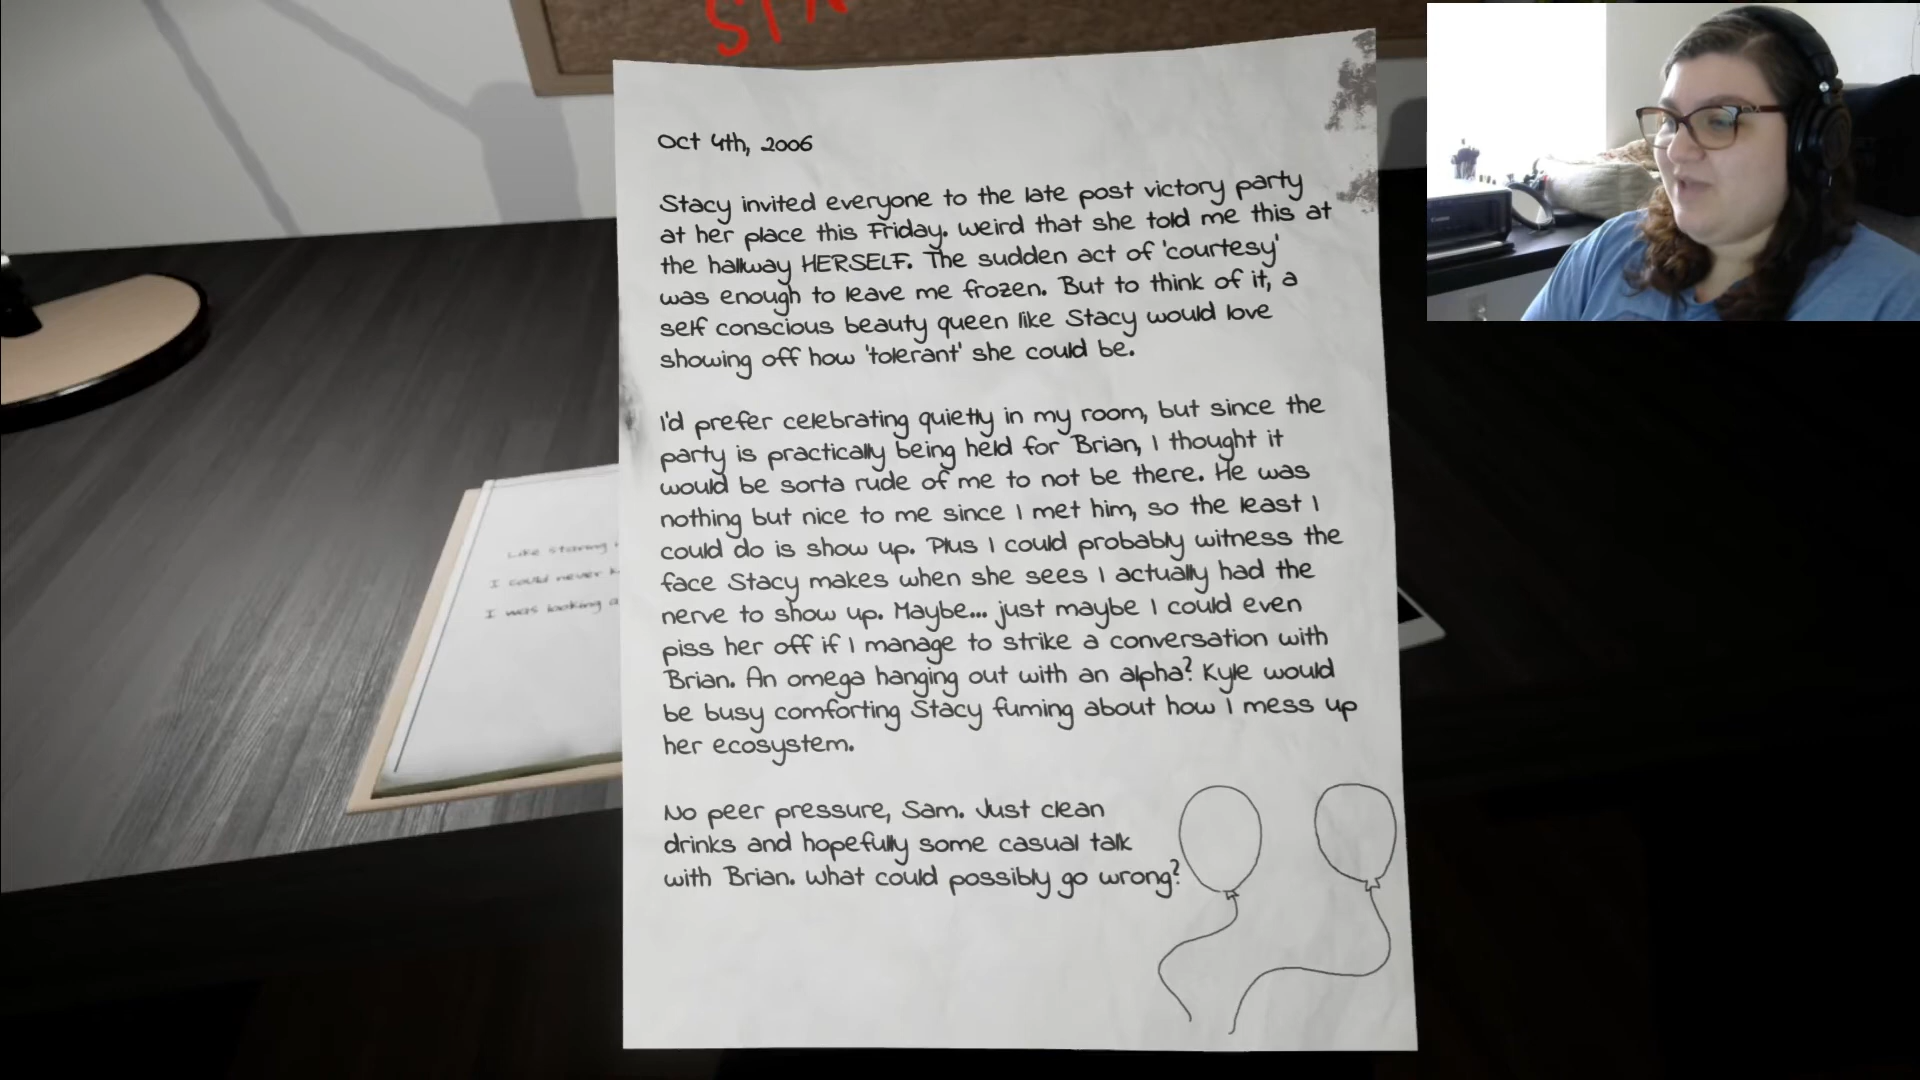 Oct 4th, 2006
Stacy invited everyone to the late post victory party
at her place this Friday. weird that she told me this at
the hallway HERSELF. The sudden act of 'courtesy'
was enough to leave me frozen. But to think of it, a
self conscious beauty queen like Stacy would love
showing off how 'tolerant' she could be.
I'd prefer celebrating quietly in my room, but since the
party is practically being held for Brian, I thought it
would be sorta rude of me to not be there. He was
nothing but nice to me since I met him, so the least I
could do is show up. Plus I could probably witness the
face Stacy makes when she sees I actually had the
nerve to show up. Maybe... just maybe I could even
piss her off if I manage to strike a conversation with
Brian. An omega hanging out with an alpha? Kyle would
be busy comforting Stacy fuming about how I mess up
her ecosystem.
No peer pressure, Sam. Just clean
drinks and hopefully some casual talk
with Brian. What could possibly go wrong?
Like staring
I could never
I was looking